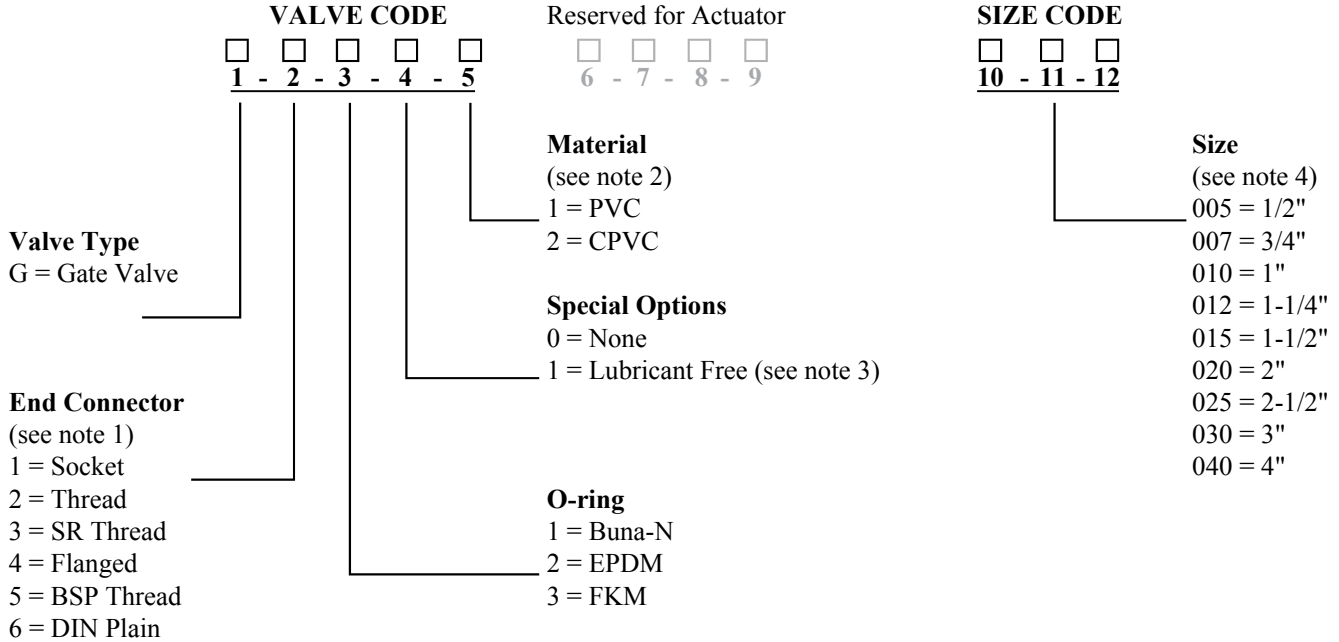 VALVE CODE
Reserved for Actuator
SIZE CODE
1 - 2 - 3 - 4 - 5
6 - 7 - 8 - 9
10 - 11 - 12
Valve Type
G = Gate Valve
End Connector
(see note 1)
1 = Socket
2 = Thread
3 = SR Thread
4 = Flanged
5 = BSP Thread
6 = DIN Plain
Material
(see note 2)
1 = PVC
2 = CPVC
Special Options
0 = None
1 = Lubricant Free (see note 3)
O-ring
1 = Buna-N
2 = EPDM
3 = FKM
Size
(see note 4)
005 = 1/2"
007 = 3/4"
010 = 1"
012 = 1-1/4"
015 = 1-1/2"
020 = 2"
025 = 2-1/2"
030 = 3"
040 = 4"